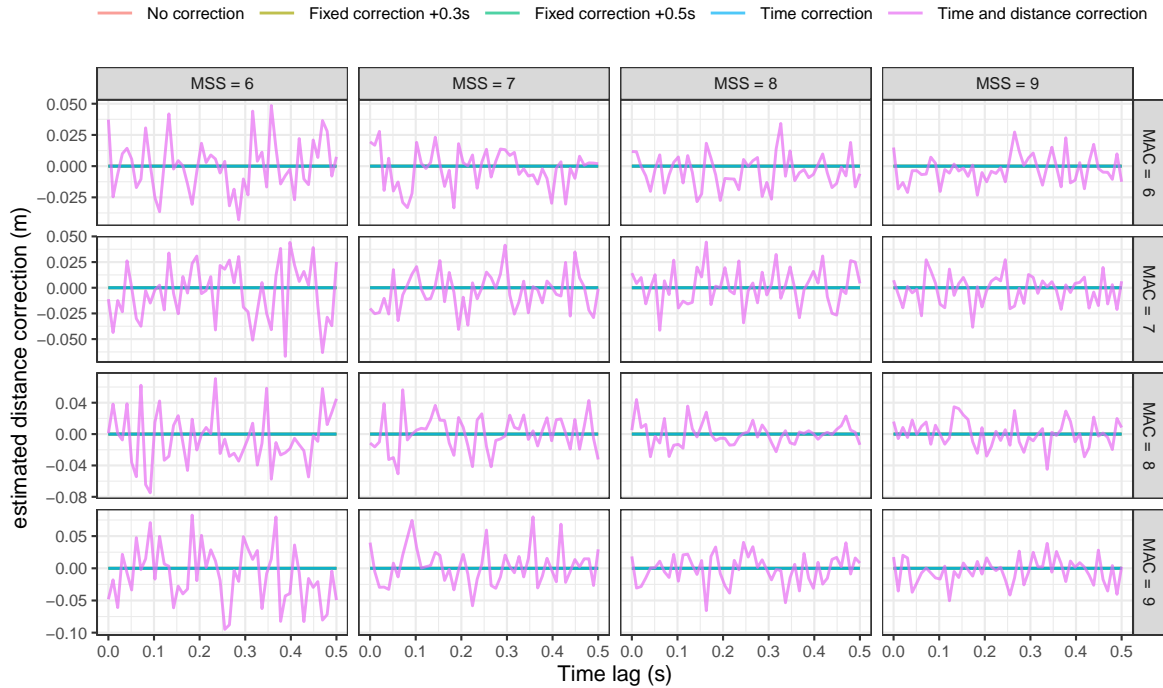 No correction Fixed correction +0.3s Fixed correction +0.5s Time correction Time and distance correction
MSS = 6 MSS = 7 MSS = 8 MSS = 9
estimated distance correction (m)
0.050
0.025
0.000
−0.025
MAC = 6
0.050
0.025
0.000
−0.025
−0.050
MAC = 7
0.04
0.00
−0.04
−0.08
MAC = 8
0.05
0.00
−0.05
−0.10
MAC = 9
0.0 0.1 0.2 0.3 0.4 0.5 0.0 0.1 0.2 0.3 0.4 0.5 0.0 0.1 0.2 0.3 0.4 0.5 0.0 0.1 0.2 0.3 0.4 0.5
Time lag (s)